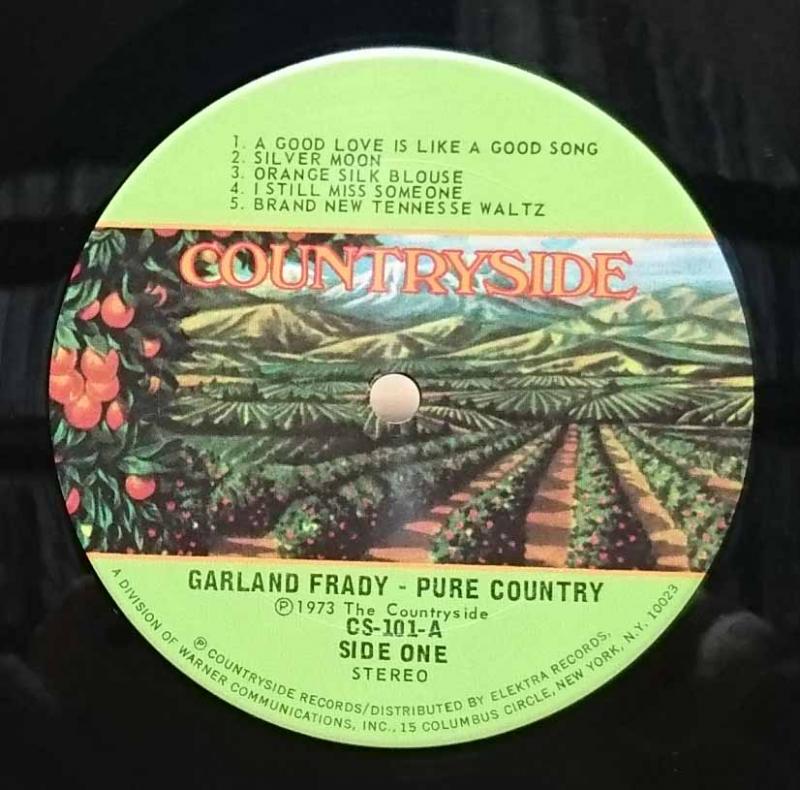 1. A GOOD LOVE IS LIKE A GOOD SONG
2. SILVER MOON
3. ORANGE SILK BLOUSE
4. I STILL MISS SOMEONE
5. BRAND NEW TENNESSE WALTZ
COUNTRYSIDE
GARLAND FRADY - PURE COUNTRY
Ⓟ1973 The Countryside
CS-101-A
SIDE ONE
STEREO
Ⓟ COUNTRYSIDE RECORDS/DISTRIBUTED BY ELEKTRA RECORDS,
A DIVISION OF WARNER COMMUNICATIONS, INC., 15 COLUMBUS CIRCLE, NEW YORK, N.Y. 10023